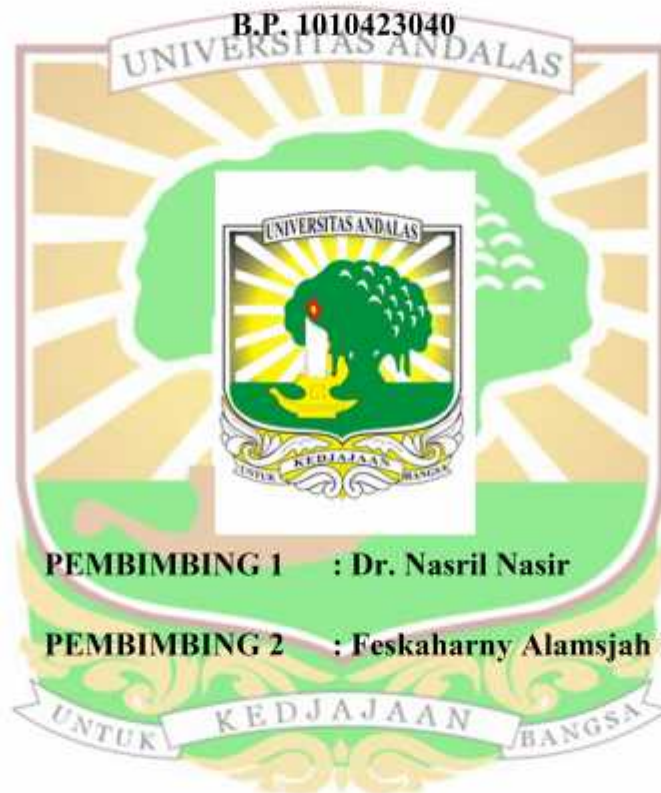 B.P. 1010423040
UNIVERSITAS ANDALAS
UNIVERSITAS ANDALAS
UNTUK KEDJAJAAN BANGSA
PEMBIMBING 1 : Dr. Nasril Nasir
PEMBIMBING 2 : Feskaharny Alamsjah
UNTUK KEDJAJAAN BANGSA